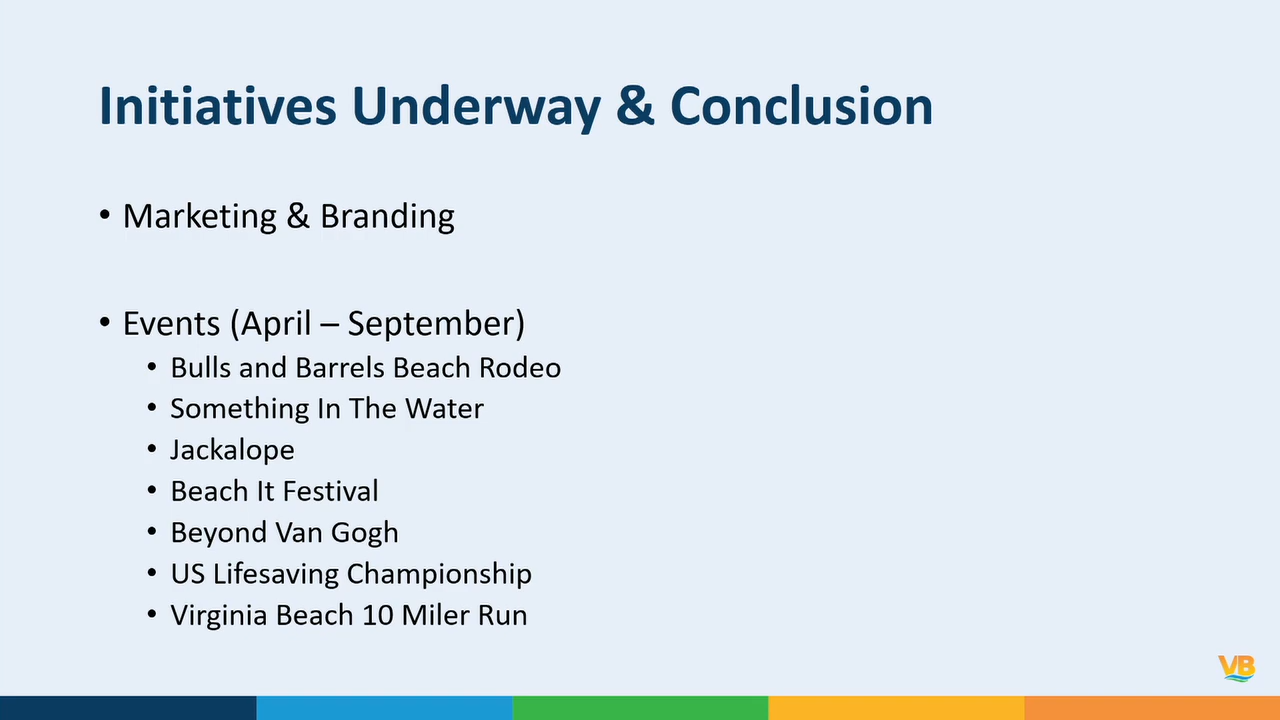 Initiatives Underway & Conclusion
• Marketing & Branding
• Events (April – September)
• Bulls and Barrels Beach Rodeo
• Something In The Water
• Jackalope
• Beach It Festival
• Beyond Van Gogh
• US Lifesaving Championship
• Virginia Beach 10 Miler Run
VB